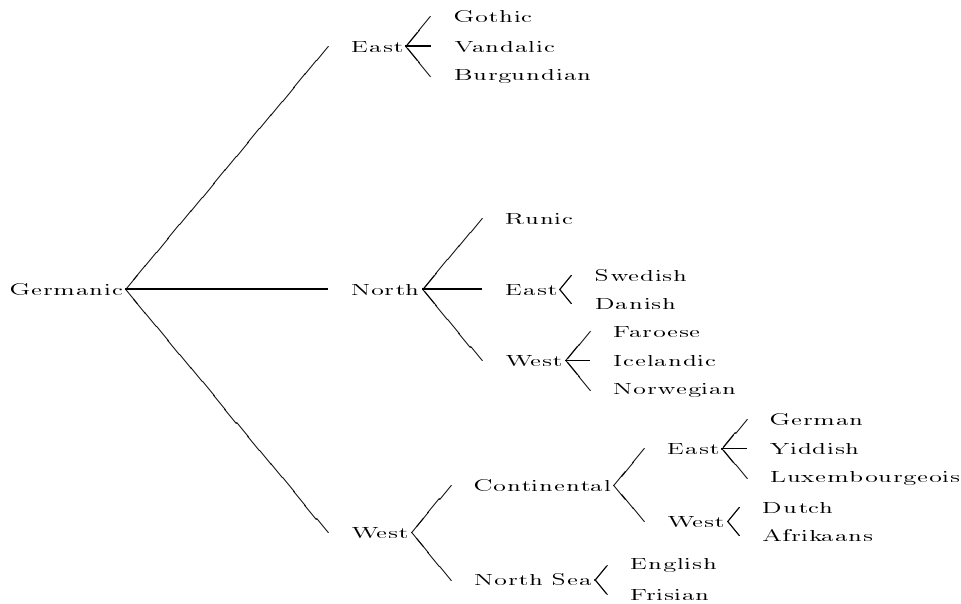 Gothic
East
Vandalic
Burgundian
Runic
Swedish
Germanic
North
East
Danish
Faroese
West
Icelandic
Norwegian
German
East
Yiddish
Luxembourgeois
Continental
Dutch
West
Afrikaans
West
English
North Sea
Frisian